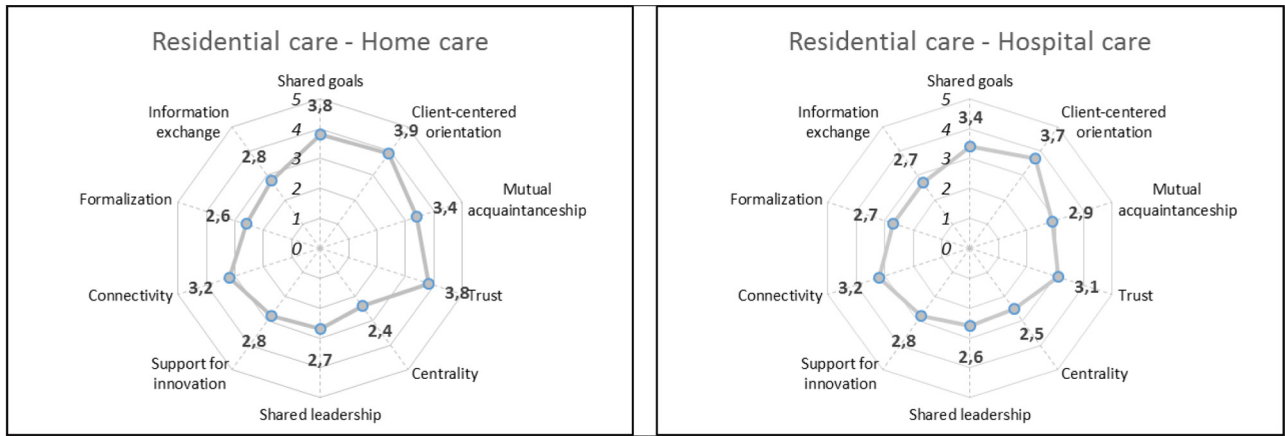 Residential care - Home care
Shared goals
5
3,8
Information
exchange
Client-centered
orientation
3,9
4
2,8
3
Mutual
acquaintanceship
3,4
Formalization
2,6
2
1
0
Connectivity
3,2
3,8
Trust
2,8
2,4
2,7
Support for
innovation
Centrality
Shared leadership
Residential care - Hospital care
Shared goals
5
3,4
Information
exchange
Client-centered
orientation
3,7
4
2,7
3
Mutual
acquaintanceship
2,9
Formalization
2,7
2
1
0
Connectivity
3,2
3,1
Trust
2,8
2,5
2,6
Support for
innovation
Centrality
Shared leadership